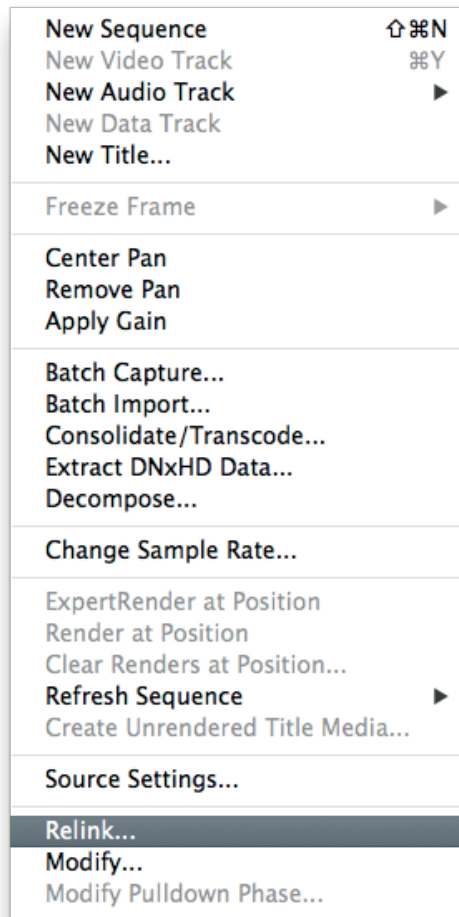 New Sequence ⇧⌘N
New Video Track ⌘Y
New Audio Track ▶
New Data Track
New Title...
Freeze Frame ▶
Center Pan
Remove Pan
Apply Gain
Batch Capture...
Batch Import...
Consolidate/Transcode...
Extract DNxHD Data...
Decompose...
Change Sample Rate...
ExpertRender at Position
Render at Position
Clear Renders at Position...
Refresh Sequence ▶
Create Unrendered Title Media...
Source Settings...
Relink...
Modify...
Modify Pulldown Phase...